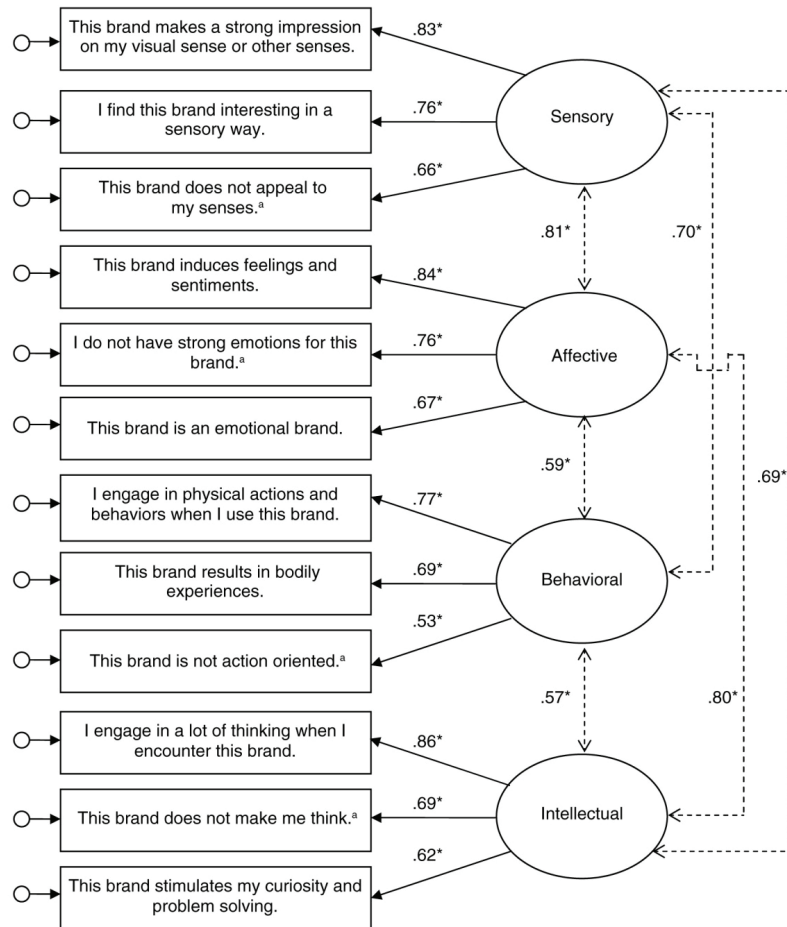 This brand makes a strong impression
on my visual sense or other senses.
.83*
I find this brand interesting in a
sensory way.
.76*
Sensory
This brand does not appeal to
my senses.ᵃ
.66*
.81*
.70*
This brand induces feelings and
sentiments.
.84*
I do not have strong emotions for this
brand.ᵃ
.76*
Affective
This brand is an emotional brand.
.67*
.59*
.69*
I engage in physical actions and
behaviors when I use this brand.
.77*
This brand results in bodily
experiences.
.69*
Behavioral
This brand is not action oriented.ᵃ
.53*
.57*
.80*
I engage in a lot of thinking when I
encounter this brand.
.86*
This brand does not make me think.ᵃ
.69*
Intellectual
This brand stimulates my curiosity and
problem solving.
.62*